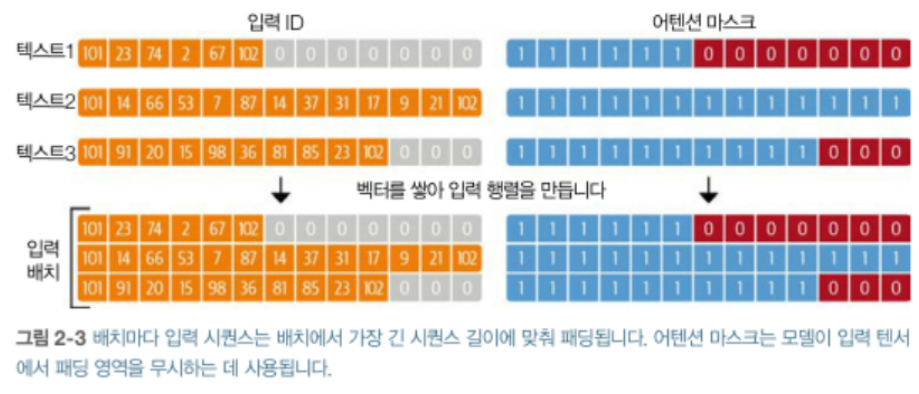 입력 ID 어텐션 마스크
텍스트1 101 23 74 2 67 102 0 0 0 0 0 0 0 1 1 1 1 1 1 0 0 0 0 0 0 0
텍스트2 101 14 66 53 7 87 14 37 31 17 9 21 102 1 1 1 1 1 1 1 1 1 1 1 1 1
텍스트3 101 91 20 15 98 36 81 85 23 102 0 0 0 1 1 1 1 1 1 1 1 1 1 0 0 0
벡터를 쌓아 입력 행렬을 만듭니다
입력
배치
101 23 74 2 67 102 0 0 0 0 0 0 0 1 1 1 1 1 1 0 0 0 0 0 0 0
101 14 66 53 7 87 14 37 31 17 9 21 102 1 1 1 1 1 1 1 1 1 1 1 1 1
101 91 20 15 98 36 81 85 23 102 0 0 0 1 1 1 1 1 1 1 1 1 1 0 0 0
그림 2-3 배치마다 입력 시퀀스는 배치에서 가장 긴 시퀀스 길이에 맞춰 패딩됩니다. 어텐션 마스크는 모델이 입력 텐서
에서 패딩 영역을 무시하는 데 사용됩니다.